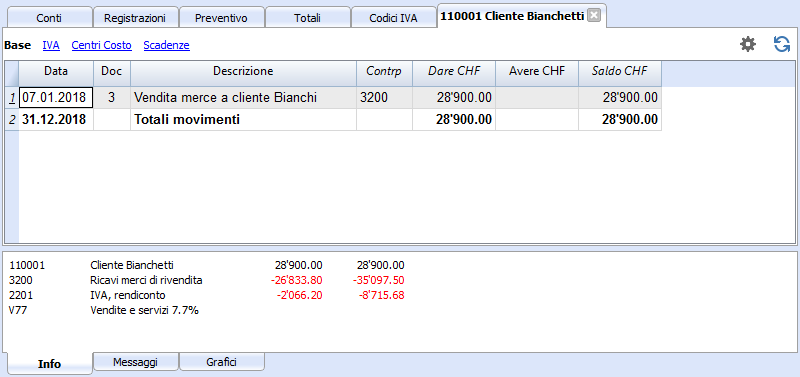 Conti Registrazioni Preventivo Totali Codici IVA 110001 Cliente Bianchetti
Base IVA Centri Costo Scadenze
Data Doc Descrizione Contrp Dare CHF Avere CHF Saldo CHF
1 07.01.2018 3 Vendita merce a cliente Bianchi 3200 28'900.00 28'900.00
2 31.12.2018 Totali movimenti 28'900.00 28'900.00
110001 Cliente Bianchetti 28'900.00 28'900.00
3200 Ricavi merci di rivendita -26'833.80 -35'097.50
2201 IVA, rendiconto -2'066.20 -8'715.68
V77 Vendite e servizi 7.7%
Info Messaggi Grafici